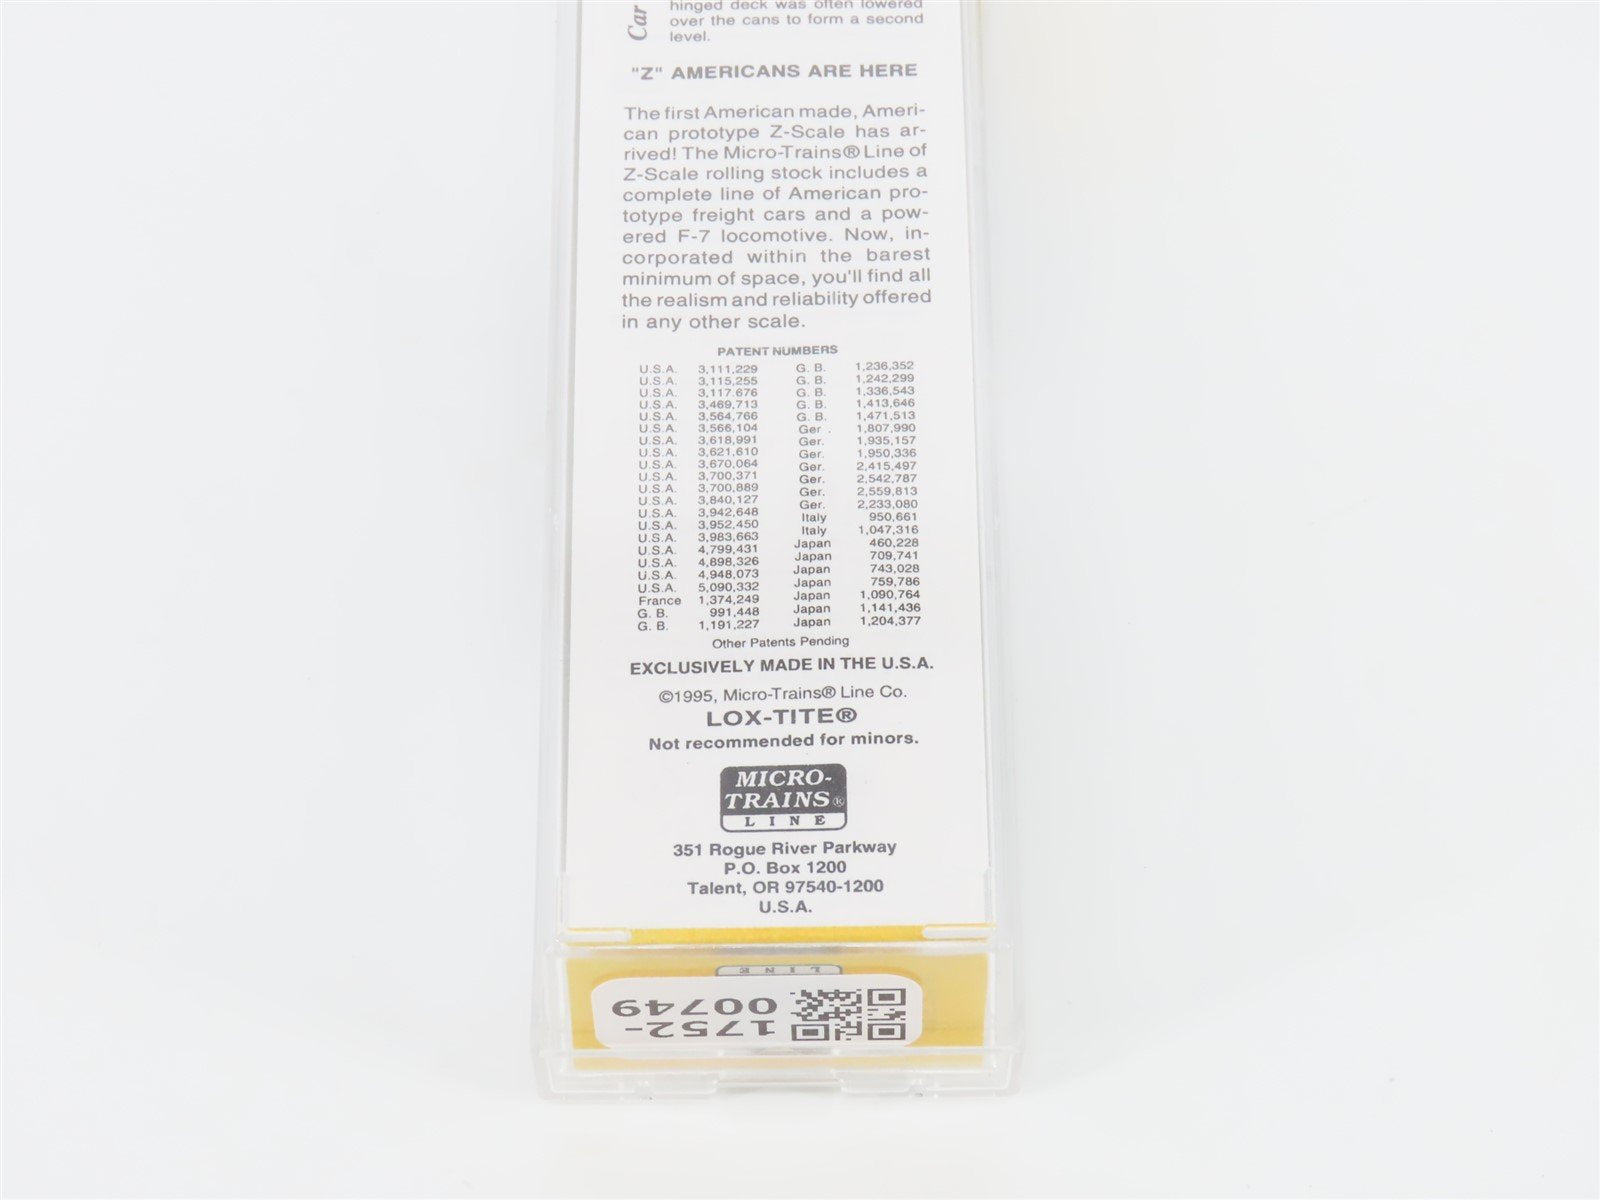 hinged deck was often lowered
over the cans to form a second
level.
Car
"Z" AMERICANS ARE HERE
The first American made, Ameri-
can prototype Z-Scale has ar-
rived! The Micro-Trains® Line of
Z-Scale rolling stock includes a
complete line of American pro-
totype freight cars and a pow-
ered F-7 locomotive. Now, in-
corporated within the barest
minimum of space, you'll find all
the realism and reliability offered
in any other scale.
PATENT NUMBERS
U.S.A. 3,111,229 G. B. 1,236,352
U.S.A. 3,115,255 G. B. 1,242,299
U.S.A. 3,117,676 G. B. 1,336,543
U.S.A. 3,469,713 G. B. 1,413,646
U.S.A. 3,564,766 G. B. 1,471,513
U.S.A. 3,566,104 Ger . 1,807,990
U.S.A. 3,618,991 Ger. 1,935,157
U.S.A. 3,621,610 Ger. 1,950,336
U.S.A. 3,670,064 Ger. 2,415,497
U.S.A. 3,700,371 Ger. 2,542,787
U.S.A. 3,700,889 Ger. 2,559,813
U.S.A. 3,840,127 Ger. 2,233,080
U.S.A. 3,942,648 Italy 950,661
U.S.A. 3,952,450 Italy 1,047,316
U.S.A. 3,983,663 Japan 460,228
U.S.A. 4,799,431 Japan 709,741
U.S.A. 4,898,326 Japan 743,028
U.S.A. 4,948,073 Japan 759,786
U.S.A. 5,090,332 Japan 1,090,764
France 1,374,249 Japan 1,141,436
G. B. 991,448 Japan 1,204,377
G. B. 1,191,227
Other Patents Pending
EXCLUSIVELY MADE IN THE U.S.A.
©1995, Micro-Trains® Line Co.
LOX-TITE®
Not recommended for minors.
MICRO-
TRAINS®
LINE
351 Rogue River Parkway
P.O. Box 1200
Talent, OR 97540-1200
U.S.A.
LINE
1752-
00749